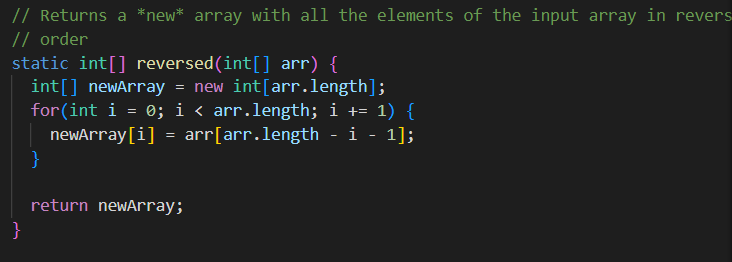 // Returns a *new* array with all the elements of the input array in revers
// order
static int[] reversed(int[] arr) {
  int[] newArray = new int[arr.length];
  for(int i = 0; i < arr.length; i += 1) {
    newArray[i] = arr[arr.length - i - 1];
  }
  return newArray;
}